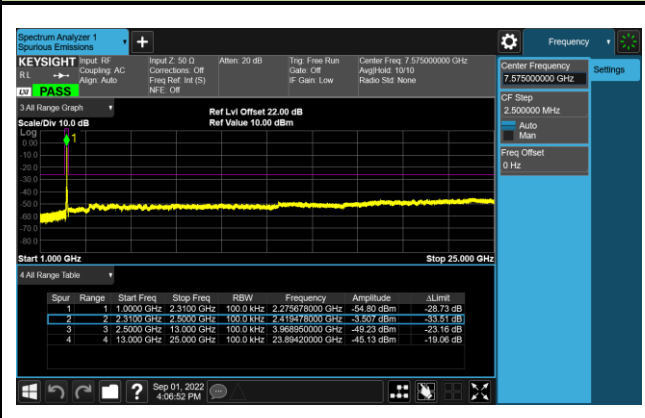 Spectrum Analyzer 1
Spurious Emissions
+
Frequency
KEYSIGHT Input: RF Input Z: 50 Ω Atten: 20 dB Trig: Free Run Center Freq: 7.575000000 GHz
RL Coupling: AC Corrections: Off Gate: Off Avg|Hold: 10/10
Align: Auto Freq Ref: Int (S) IF Gain: Low Radio Std: None
LXI PASS NFE: Off
Center Frequency
7.575000000 GHz
Settings
CF Step
2.500000 MHz
Auto
Man
Freq Offset
0 Hz
3 All Range Graph
Ref Lvl Offset 22.00 dB
Scale/Div 10.0 dB Ref Value 10.00 dBm
Log
1
0.00
-10.0
-20.0
-30.0
-40.0
-50.0
-60.0
-70.0
-80.0
Start 1.000 GHz Stop 25.000 GHz
4 All Range Table
Spur Range Start Freq Stop Freq RBW Frequency Amplitude ΔLimit
1 1 1.0000 GHz 2.3100 GHz 100.0 kHz 2.275678000 GHz -54.80 dBm -28.73 dB
2 2 2.3100 GHz 2.5000 GHz 100.0 kHz 2.419478000 GHz -3.507 dBm -33.51 dB
3 3 2.5000 GHz 13.000 GHz 100.0 kHz 3.968950000 GHz -49.23 dBm -23.16 dB
4 4 13.000 GHz 25.000 GHz 100.0 kHz 23.89420000 GHz -45.13 dBm -19.06 dB
? Sep 01, 2022
4:06:52 PM